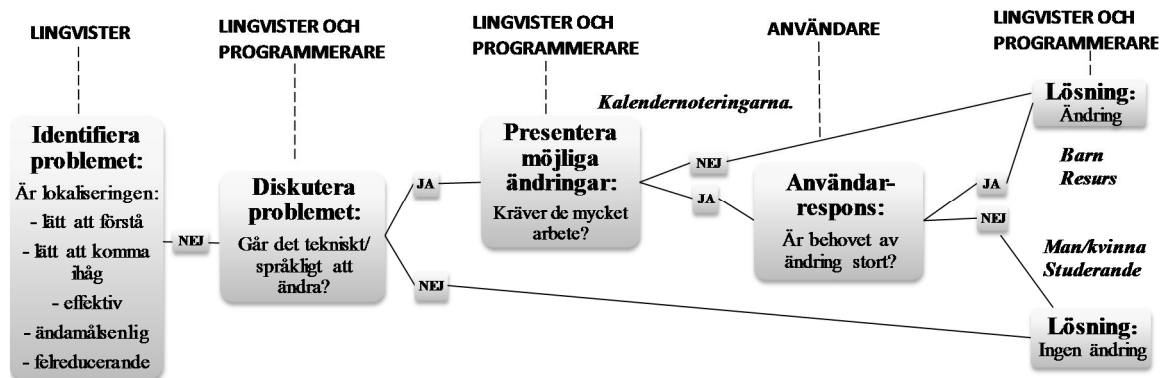 LINGVISTER
LINGVISTER OCH
PROGRAMMERARE
LINGVISTER OCH
PROGRAMMERARE
ANVÄNDARE
LINGVISTER OCH
PROGRAMMERARE
Identifiera
problemet:
Är lokaliseringen:
- lätt att förstå
- lätt att komma
ihåg
- effektiv
- ändamålsenlig
- felreducerande
NEJ
Diskutera
problemet:
Går det tekniskt/
språkligt att
ändra?
JA
NEJ
Presentera
möjliga
ändringar:
Kräver de mycket
arbete?
Kalendernoteringarna.
NEJ
JA
Användar-
respons:
Är behovet av
ändring stort?
JA
NEJ
Lösning:
Ändring
Barn
Resurs
Man/kvinna
Studerande
Lösning:
Ingen ändring